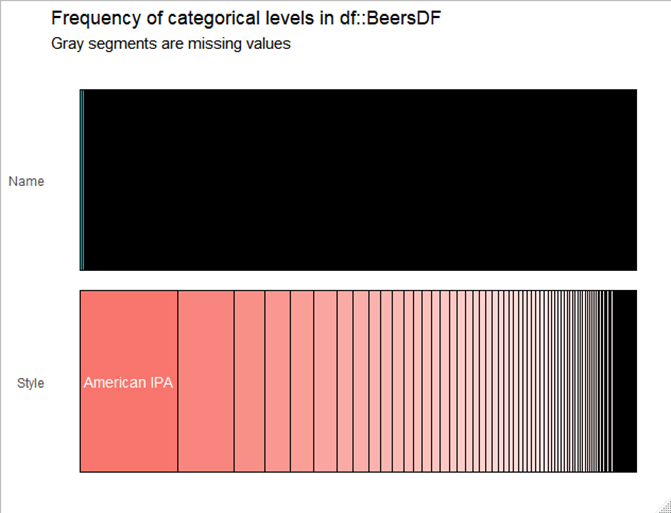 Frequency of categorical levels in df::BeersDF
Gray segments are missing values
Name
Style
American IPA